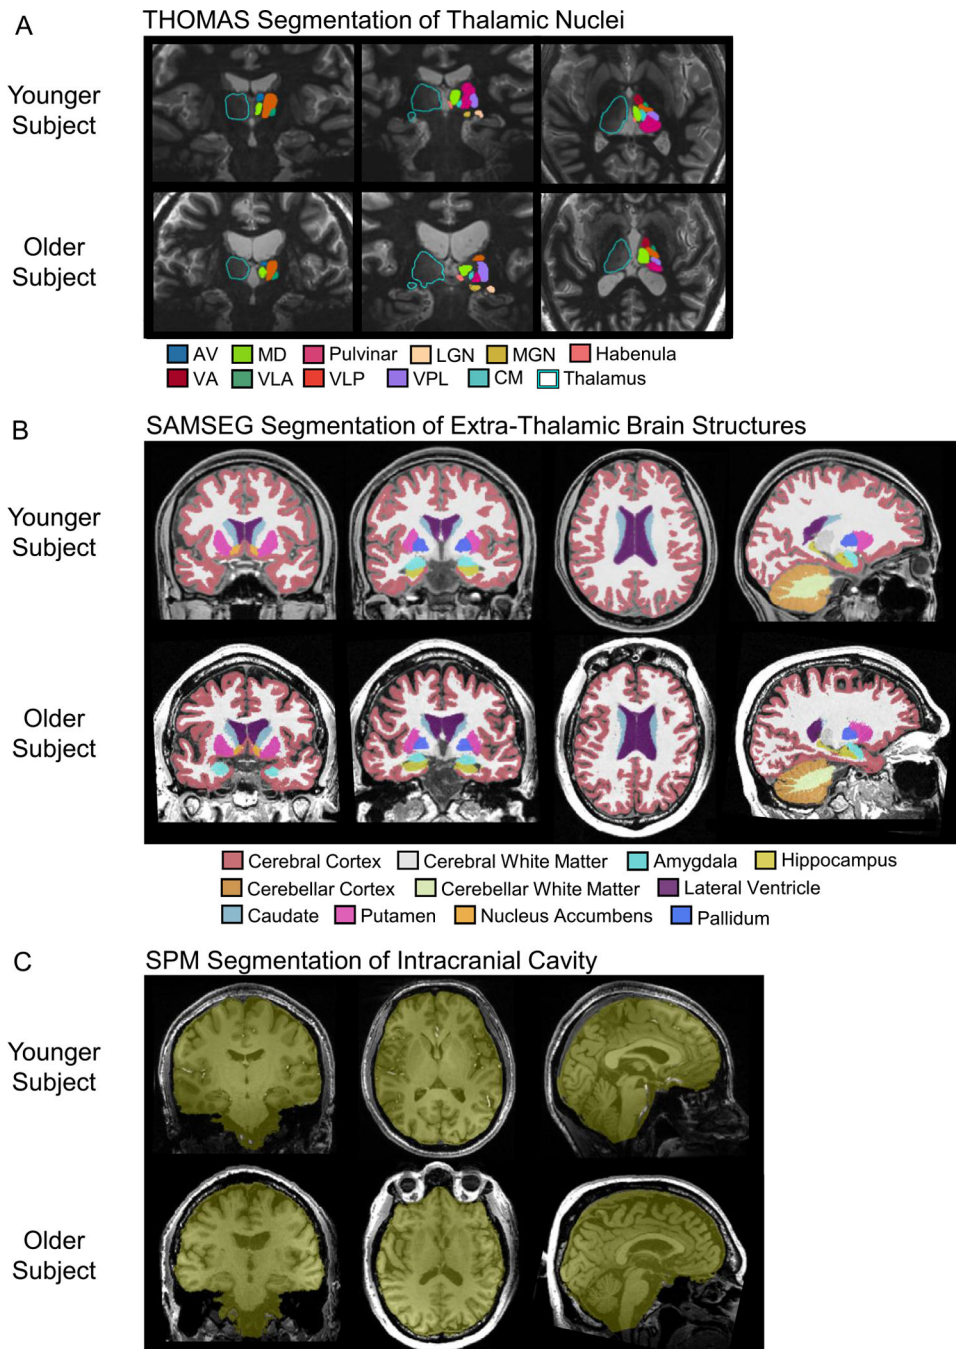 A
THOMAS Segmentation of Thalamic Nuclei
Younger
Subject
Older
Subject
AV MD Pulvinar LGN MGN Habenula
VA VLA VLP VPL CM Thalamus
B
SAMSEG Segmentation of Extra-Thalamic Brain Structures
Younger
Subject
Older
Subject
Cerebral Cortex Cerebral White Matter Amygdala Hippocampus
Cerebellar Cortex Cerebellar White Matter Lateral Ventricle
Caudate Putamen Nucleus Accumbens Pallidum
C
SPM Segmentation of Intracranial Cavity
Younger
Subject
Older
Subject